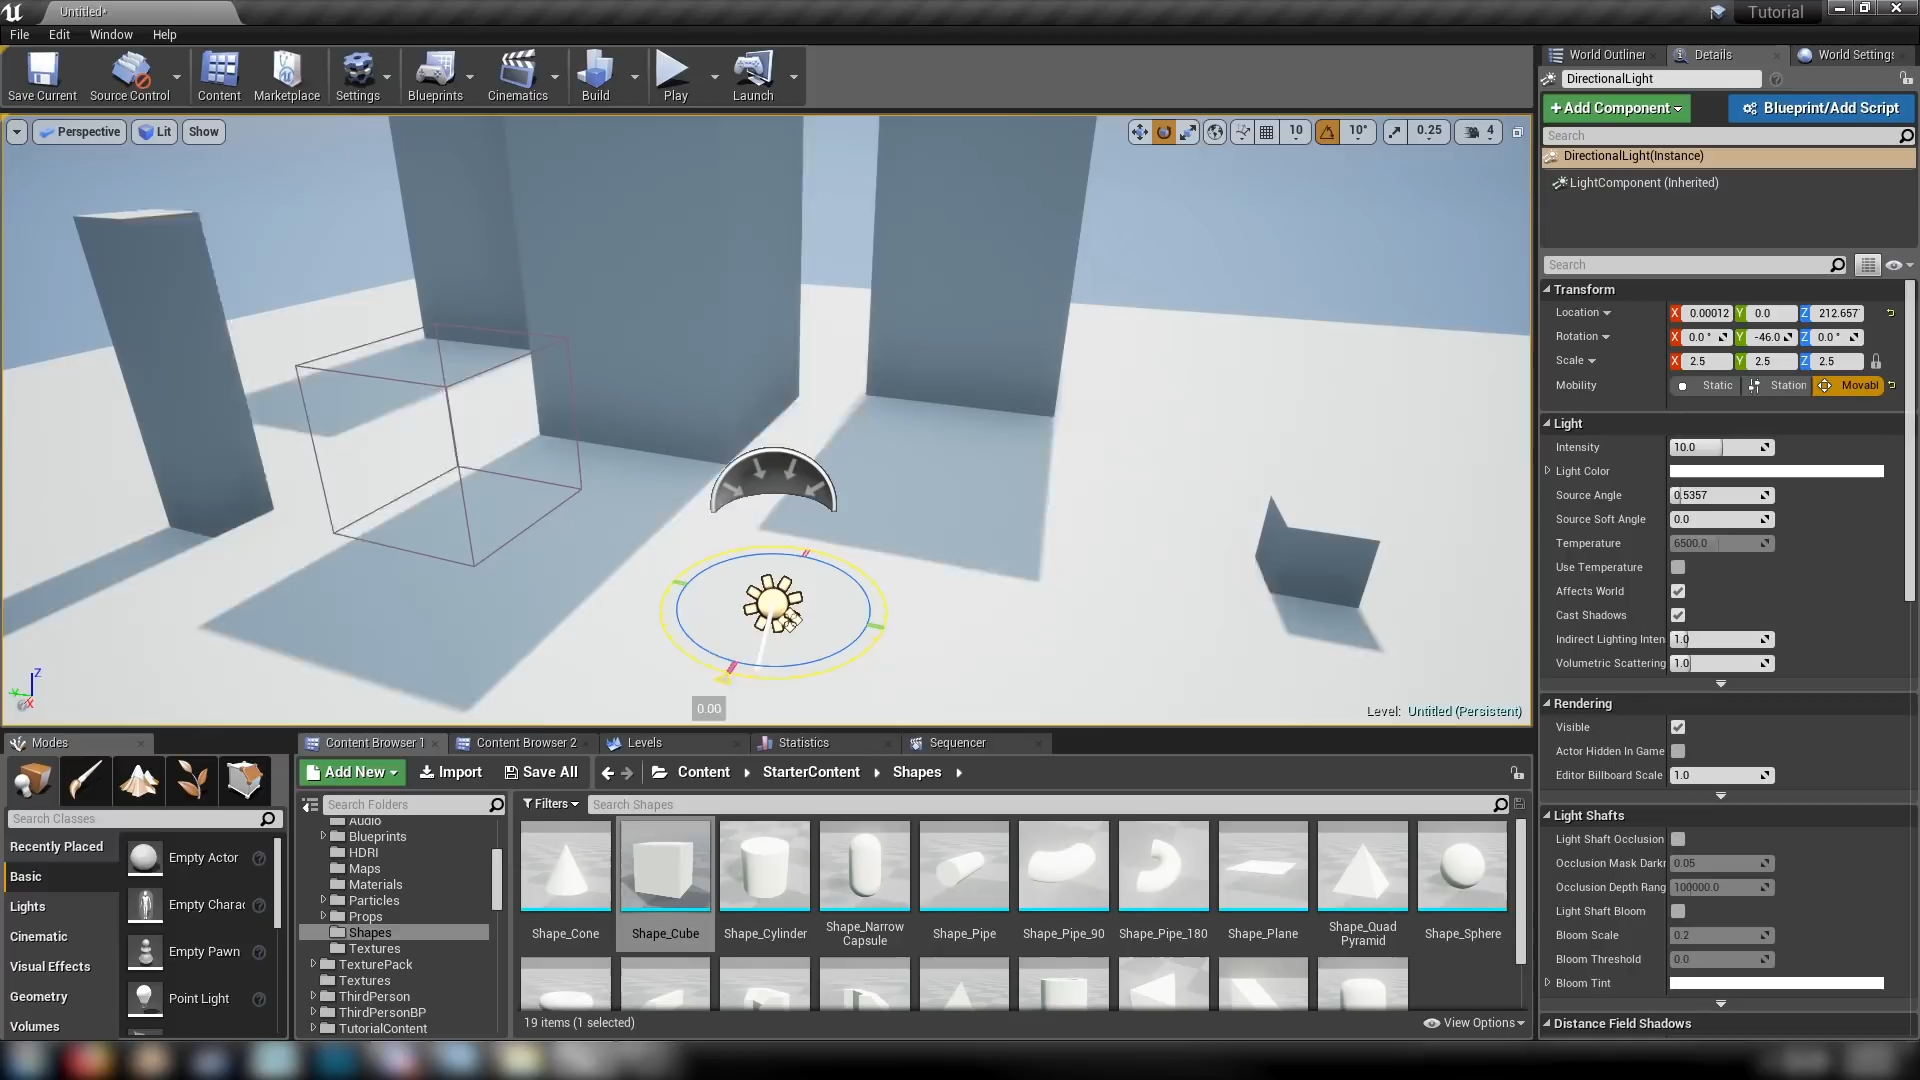 Untitled*
Tutorial
File Edit Window Help
Save Current
Source Control
Content
Marketplace
Settings
Blueprints
Cinematics
Build
Play
Launch
World Outliner
Details
World Settings
DirectionalLight
+Add Component
Blueprint/Add Script
Search
DirectionalLight(Instance)
LightComponent (Inherited)
Perspective
Lit
Show
10
10°
0.25
4
0.00
Level: Untitled (Persistent)
Z
Y
X
Search
Transform
Location X 0.00012 Y 0.0 Z 212.657
Rotation X 0.0 ° Y -46.0 Z 0.0 °
Scale X 2.5 Y 2.5 Z 2.5
Mobility Static Station Movabl
Light
Intensity 10.0
Light Color
Source Angle 0.5357
Source Soft Angle 0.0
Temperature 6500.0
Use Temperature
Affects World
Cast Shadows
Indirect Lighting Inten 1.0
Volumetric Scattering 1.0
Rendering
Visible
Actor Hidden In Game
Editor Billboard Scale 1.0
Light Shafts
Light Shaft Occlusion
Occlusion Mask Darkr 0.05
Occlusion Depth Rang 100000.0
Light Shaft Bloom
Bloom Scale 0.2
Bloom Threshold 0.0
Bloom Tint
Distance Field Shadows
Modes
Search Classes
Recently Placed
Basic
Lights
Cinematic
Visual Effects
Geometry
Volumes
Empty Actor
Empty Charac
Empty Pawn
Point Light
Content Browser 1
Content Browser 2
Levels
Statistics
Sequencer
Add New
Import
Save All
Content
StarterContent
Shapes
Search Folders
Filters
Search Shapes
Audio
Blueprints
HDRI
Maps
Materials
Particles
Props
Shapes
Textures
TexturePack
Textures
ThirdPerson
ThirdPersonBP
TutorialContent
Shape_Cone
Shape_Cube
Shape_Cylinder
Shape_Narrow
Capsule
Shape_Pipe
Shape_Pipe_90
Shape_Pipe_180
Shape_Plane
Shape_Quad
Pyramid
Shape_Sphere
19 items (1 selected)
View Options